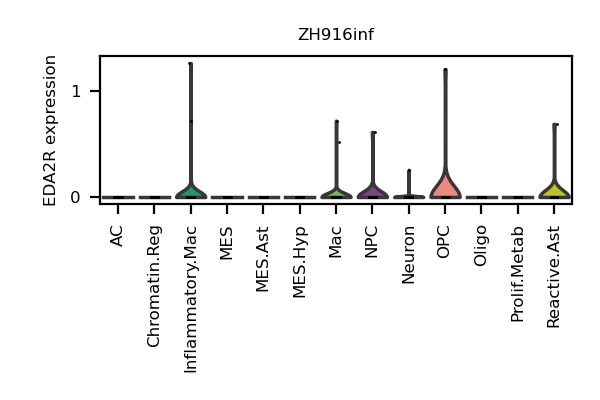 ZH916inf
EDA2R expression
1
0
AC
Chromatin.Reg
Inflammatory.Mac
MES
MES.Ast
MES.Hyp
Mac
NPC
Neuron
OPC
Oligo
Prolif.Metab
Reactive.Ast